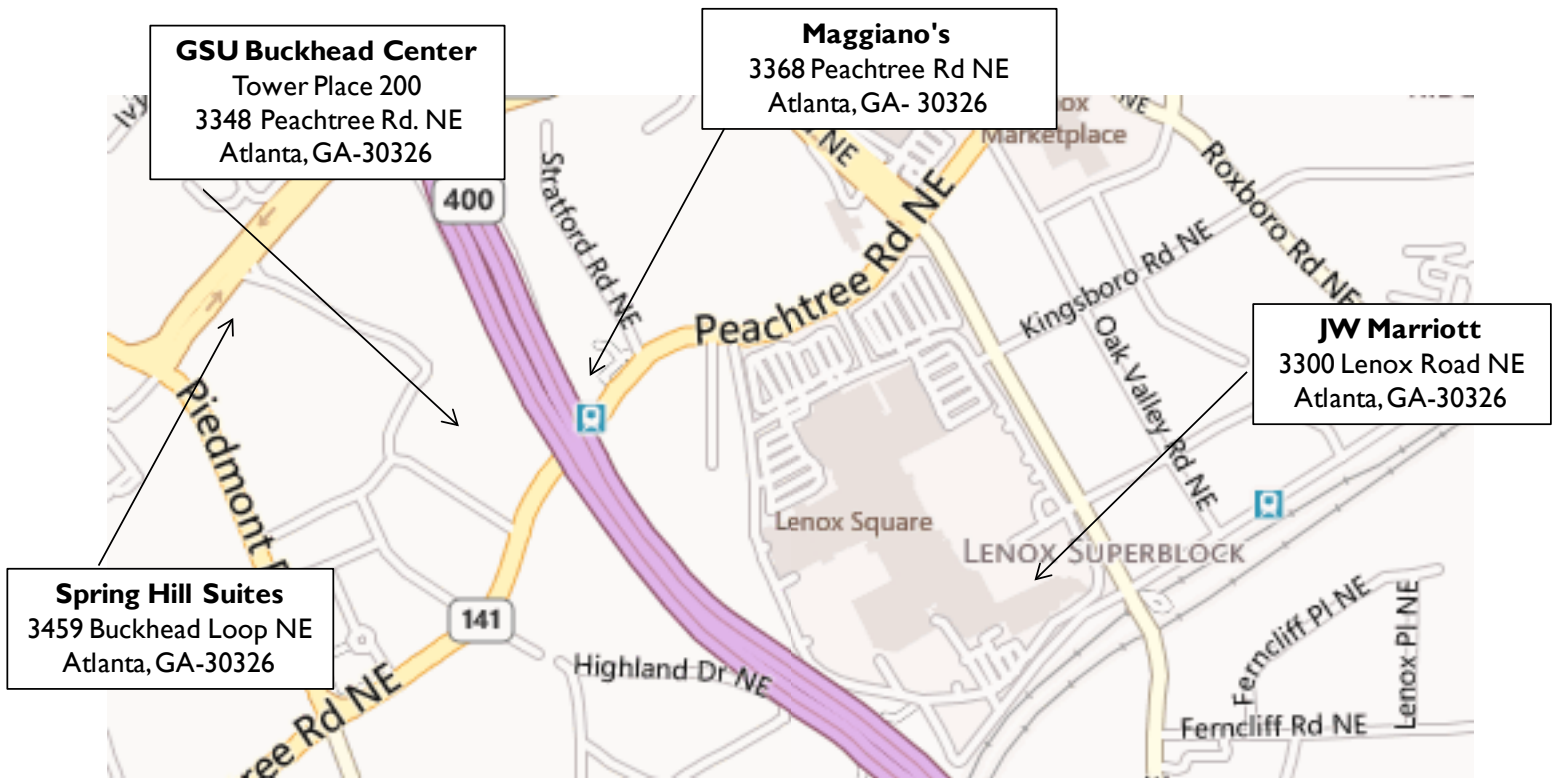 GSU Buckhead Center
Tower Place 200
3348 Peachtree Rd. NE
Atlanta, GA-30326
Maggiano's
3368 Peachtree Rd NE
Atlanta, GA- 30326
NE
Marketplace
NE
400
Stratford Rd NE
Peachtree Rd NE
Roxboro Rd NE
Kingsboro Rd NE
Oak Valley Rd NE
JW Marriott
3300 Lenox Road NE
Atlanta, GA-30326
Piedmont
Lenox Square
LENOX SUPERBLOCK
Spring Hill Suites
3459 Buckhead Loop NE
Atlanta, GA-30326
141
Highland Dr NE
ree Rd NE
Ferncliff Pl NE
Lenox Pl NE
Ferncliff Rd NE